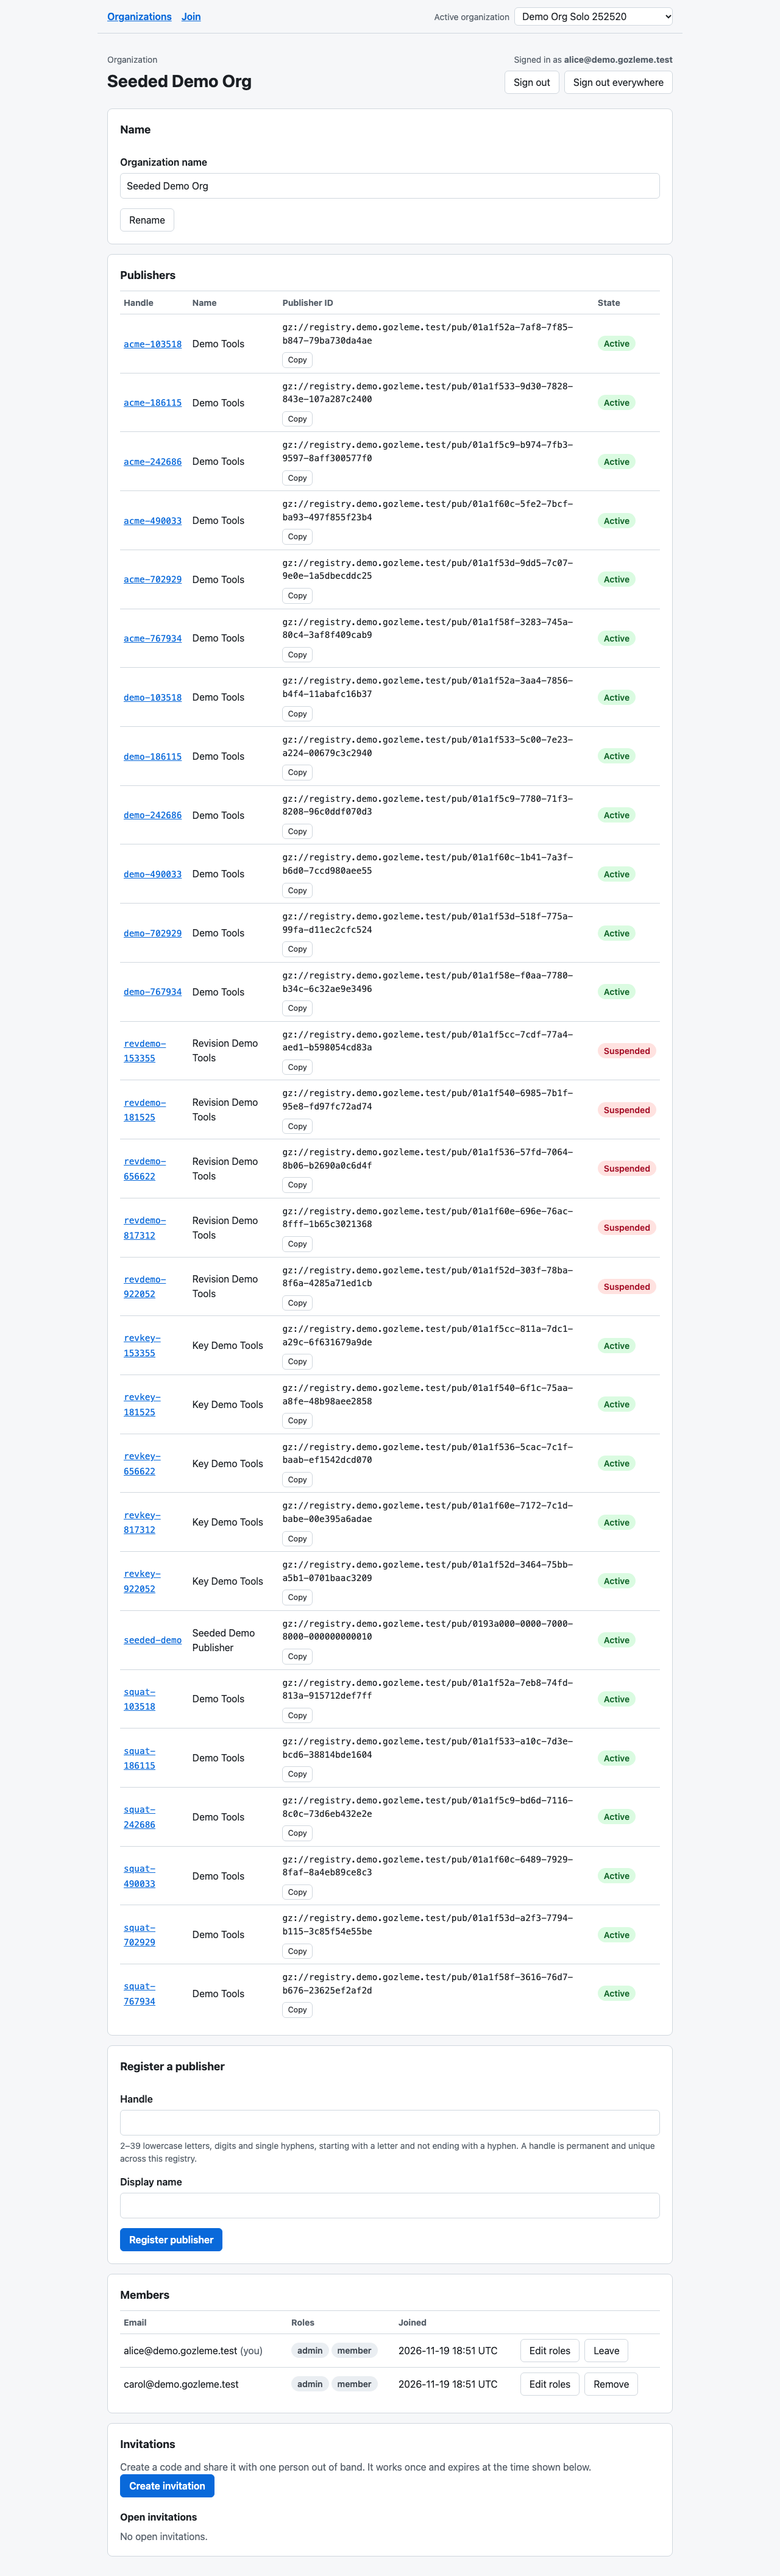 Organizations Join Active organization Demo Org Solo 252520
Organization Signed in as alice@demo.gozleme.test
Seeded Demo Org Sign out Sign out everywhere
Name
Organization name
Seeded Demo Org
Rename
Publishers
Handle Name Publisher ID State
acme-103518 Demo Tools gz://registry.demo.gozleme.test/pub/01a1f52a-7af8-7f85-
b847-79ba730da4ae Active
Copy
acme-186115 Demo Tools gz://registry.demo.gozleme.test/pub/01a1f533-9d30-7828-
843e-107a287c2400 Active
Copy
acme-242686 Demo Tools gz://registry.demo.gozleme.test/pub/01a1f5c9-b974-7fb3-
9597-8aff300577f0 Active
Copy
acme-490033 Demo Tools gz://registry.demo.gozleme.test/pub/01a1f60c-5fe2-7bcf-
ba93-497f855f23b4 Active
Copy
acme-702929 Demo Tools gz://registry.demo.gozleme.test/pub/01a1f53d-9dd5-7c07-
9e0e-1a5dbecddc25 Active
Copy
acme-767934 Demo Tools gz://registry.demo.gozleme.test/pub/01a1f58f-3283-745a-
80c4-3af8f409cab9 Active
Copy
demo-103518 Demo Tools gz://registry.demo.gozleme.test/pub/01a1f52a-3aa4-7856-
b4f4-11abafc16b37 Active
Copy
demo-186115 Demo Tools gz://registry.demo.gozleme.test/pub/01a1f533-5c00-7e23-
a224-00679c3c2940 Active
Copy
demo-242686 Demo Tools gz://registry.demo.gozleme.test/pub/01a1f5c9-7780-71f3-
8208-96c0ddf070d3 Active
Copy
demo-490033 Demo Tools gz://registry.demo.gozleme.test/pub/01a1f60c-1b41-7a3f-
b6d0-7ccd980aee55 Active
Copy
demo-702929 Demo Tools gz://registry.demo.gozleme.test/pub/01a1f53d-518f-775a-
99fa-d11ec2cfc524 Active
Copy
demo-767934 Demo Tools gz://registry.demo.gozleme.test/pub/01a1f58e-f0aa-7780-
b34c-6c32ae9e3496 Active
Copy
revdemo- Revision Demo gz://registry.demo.gozleme.test/pub/01a1f5cc-7cdf-77a4-
153355 Tools aed1-b598054cd83a Suspended
Copy
revdemo- Revision Demo gz://registry.demo.gozleme.test/pub/01a1f540-6985-7b1f-
181525 Tools 95e8-fd97fc72ad74 Suspended
Copy
revdemo- Revision Demo gz://registry.demo.gozleme.test/pub/01a1f536-57fd-7064-
656622 Tools 8b06-b2690a0c6d4f Suspended
Copy
revdemo- Revision Demo gz://registry.demo.gozleme.test/pub/01a1f60e-696e-76ac-
817312 Tools 8fff-1b65c3021368 Suspended
Copy
revdemo- Revision Demo gz://registry.demo.gozleme.test/pub/01a1f52d-303f-78ba-
922052 Tools 8f6a-4285a71ed1cb Suspended
Copy
revkey- Key Demo Tools gz://registry.demo.gozleme.test/pub/01a1f5cc-811a-7dc1-
153355 a29c-6f631679a9de Active
Copy
revkey- Key Demo Tools gz://registry.demo.gozleme.test/pub/01a1f540-6f1c-75aa-
181525 a8fe-48b98aee2858 Active
Copy
revkey- Key Demo Tools gz://registry.demo.gozleme.test/pub/01a1f536-5cac-7c1f-
656622 baab-ef1542dcd070 Active
Copy
revkey- Key Demo Tools gz://registry.demo.gozleme.test/pub/01a1f60e-7172-7c1d-
817312 babe-00e395a6adae Active
Copy
revkey- Key Demo Tools gz://registry.demo.gozleme.test/pub/01a1f52d-3464-75bb-
922052 a5b1-0701baac3209 Active
Copy
seeded-demo Seeded Demo gz://registry.demo.gozleme.test/pub/0193a000-0000-7000-
Publisher 8000-000000000010 Active
Copy
squat- Demo Tools gz://registry.demo.gozleme.test/pub/01a1f52a-7eb8-74fd-
103518 813a-915712def7ff Active
Copy
squat- Demo Tools gz://registry.demo.gozleme.test/pub/01a1f533-a10c-7d3e-
186115 bcd6-38814bde1604 Active
Copy
squat- Demo Tools gz://registry.demo.gozleme.test/pub/01a1f5c9-bd6d-7116-
242686 8c0c-73d6eb432e2e Active
Copy
squat- Demo Tools gz://registry.demo.gozleme.test/pub/01a1f60c-6489-7929-
490033 8faf-8a4eb89ce8c3 Active
Copy
squat- Demo Tools gz://registry.demo.gozleme.test/pub/01a1f53d-a2f3-7794-
702929 b115-3c85f54e55be Active
Copy
squat- Demo Tools gz://registry.demo.gozleme.test/pub/01a1f58f-3616-76d7-
767934 b676-23625ef2af2d Active
Copy
Register a publisher
Handle
2–39 lowercase letters, digits and single hyphens, starting with a letter and not ending with a hyphen. A handle is permanent and unique
across this registry.
Display name
Register publisher
Members
Email Roles Joined
alice@demo.gozleme.test (you) admin member 2026-11-19 18:51 UTC Edit roles Leave
carol@demo.gozleme.test admin member 2026-11-19 18:51 UTC Edit roles Remove
Invitations
Create a code and share it with one person out of band. It works once and expires at the time shown below.
Create invitation
Open invitations
No open invitations.